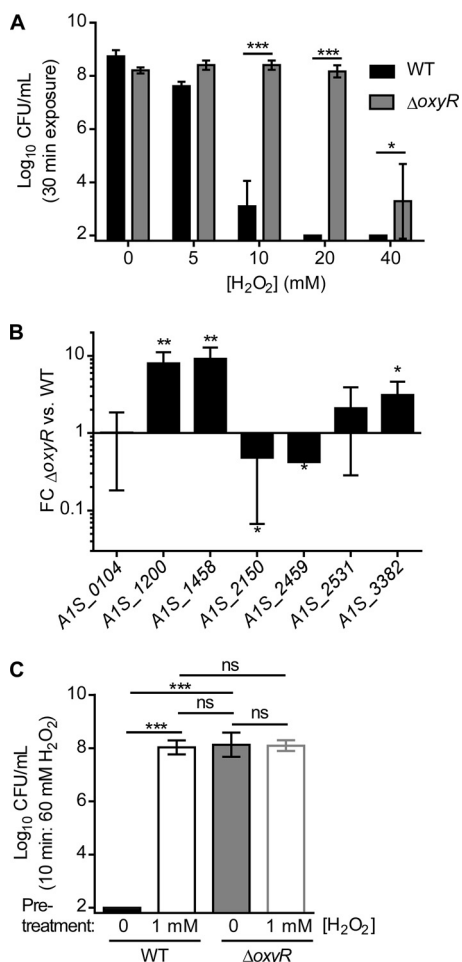 A
Log10 CFU/mL
(30 min exposure)
10
8
6
4
2
***
***
*
WT
ΔoxyR
0
5
10
20
40
[H2O2] (mM)
B
FC ΔoxyR vs. WT
10
1
0.1
**
**
*
*
*
A1S_0104
A1S_1200
A1S_1458
A1S_2150
A1S_2459
A1S_2531
A1S_3382
C
Log10 CFU/mL
(10 min: 60 mM H2O2)
10
8
6
4
2
ns
***
ns
***
ns
Pre-
treatment:
0
1 mM
0
1 mM
[H2O2]
WT
ΔoxyR